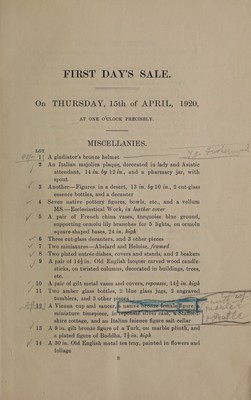 FIRST DAY'S SALE.
On THURSDAY, 15th of APRIL, 1920,
AT ONE O'CLOCK PRECISELY.
MISCELLANIES.
LOT
1 A gladiator's bronze helmet
2 An Italian majolica plaque, decorated in lady and Asiatic
attendant, 14 in. by 12 in., and a pharmacy jar, with
spout
3 Another—Figures in a desert, 13 in. by 10 in., 2 cut-glass
essence bottles, and a decanter
4 Seven native pottery figures, bowls, etc., and a vellum
MS.—Ecclesiastical Work, in leather cover
5 A pair of French china vases, turquoise blue ground,
supporting ormolu lily branches for 5 lights, on ormolu
square-shaped bases, 24 in. high
6 Three cut-glass decanters, and 3 other pieces
7 Two miniatures—Abelard and Heloise, framed
8 Two plated entrée-dishes, covers and stands, and 2 beakers
9 A pair of 14½ in. Old English lacquer carved wood candle-
sticks, on twisted columns, decorated in buildings, trees,
etc.
10 A pair of gilt metal vases and covers, repoussé, 14½ in. high
11 Two amber glass bottles, 2 blue glass jugs, 2 engraved
tumblers, and 3 other pieces
12 A Vienna cup and saucer, a native bronze female figure,
miniature timepiece, in repoussé silver case, a Stafford-
shire cottage, and an Italian faience figure salt cellar
13 A 9 in. gilt bronze figure of a Turk, on marble plinth, and
a plated figure of Buddha, 7½ in. high
14 A 30 in. Old English metal tea tray, painted in flowers and
foliage
B